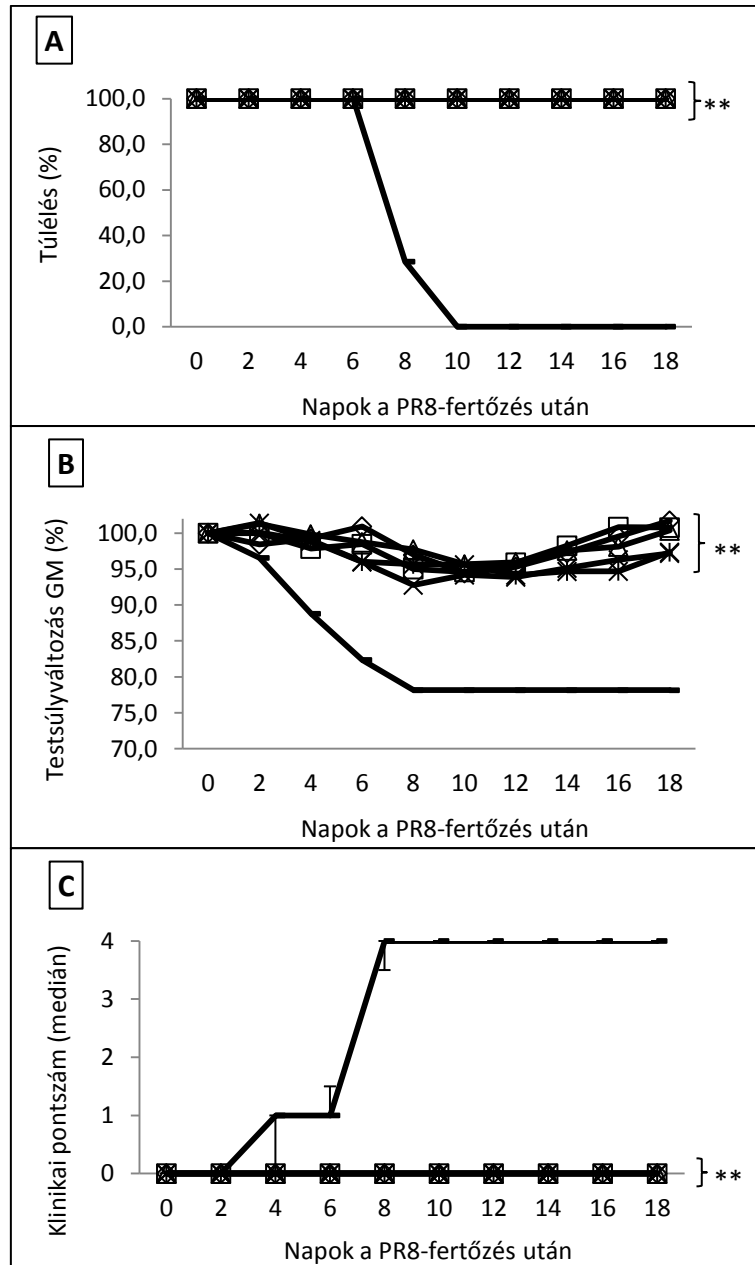 A
Túlélés (%)
100,0
80,0
60,0
40,0
20,0
0,0
**
0 2 4 6 8 10 12 14 16 18
Napok a PR8-fertőzés után
B
Testsúlyváltozás GM (%)
100,0
95,0
90,0
85,0
80,0
75,0
70,0
**
0 2 4 6 8 10 12 14 16 18
Napok a PR8-fertőzés után
C
Klinikai pontszám (medián)
4
3
2
1
0
**
0 2 4 6 8 10 12 14 16 18
Napok a PR8-fertőzés után